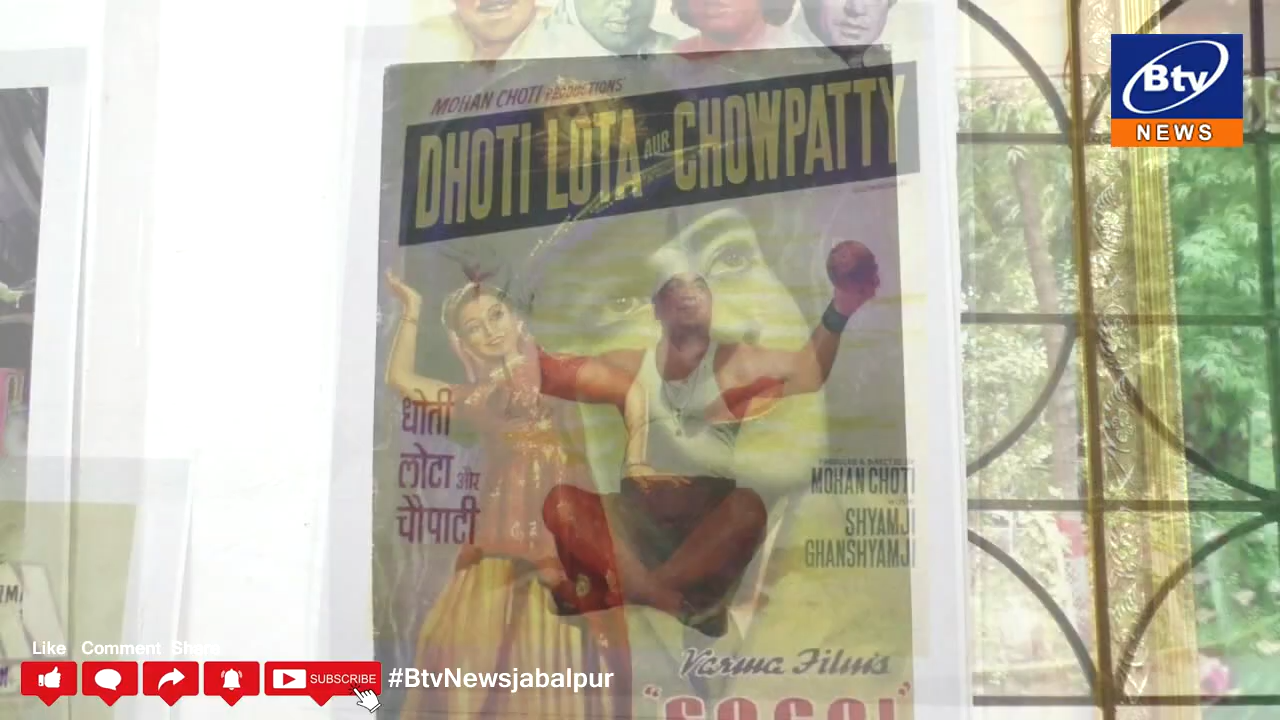 Btv
NEWS
MOHAN CHOTI PRODUCTIONS'
DHOTI LOTA AUR CHOWPATTY
धोती
लोटा और
चौपाटी
MOHAN CHOTI
SHYAMJI
GHANSHYAMJI
Varma Films
Like Comment Share
SUBSCRIBE
#BtvNewsjabalpur